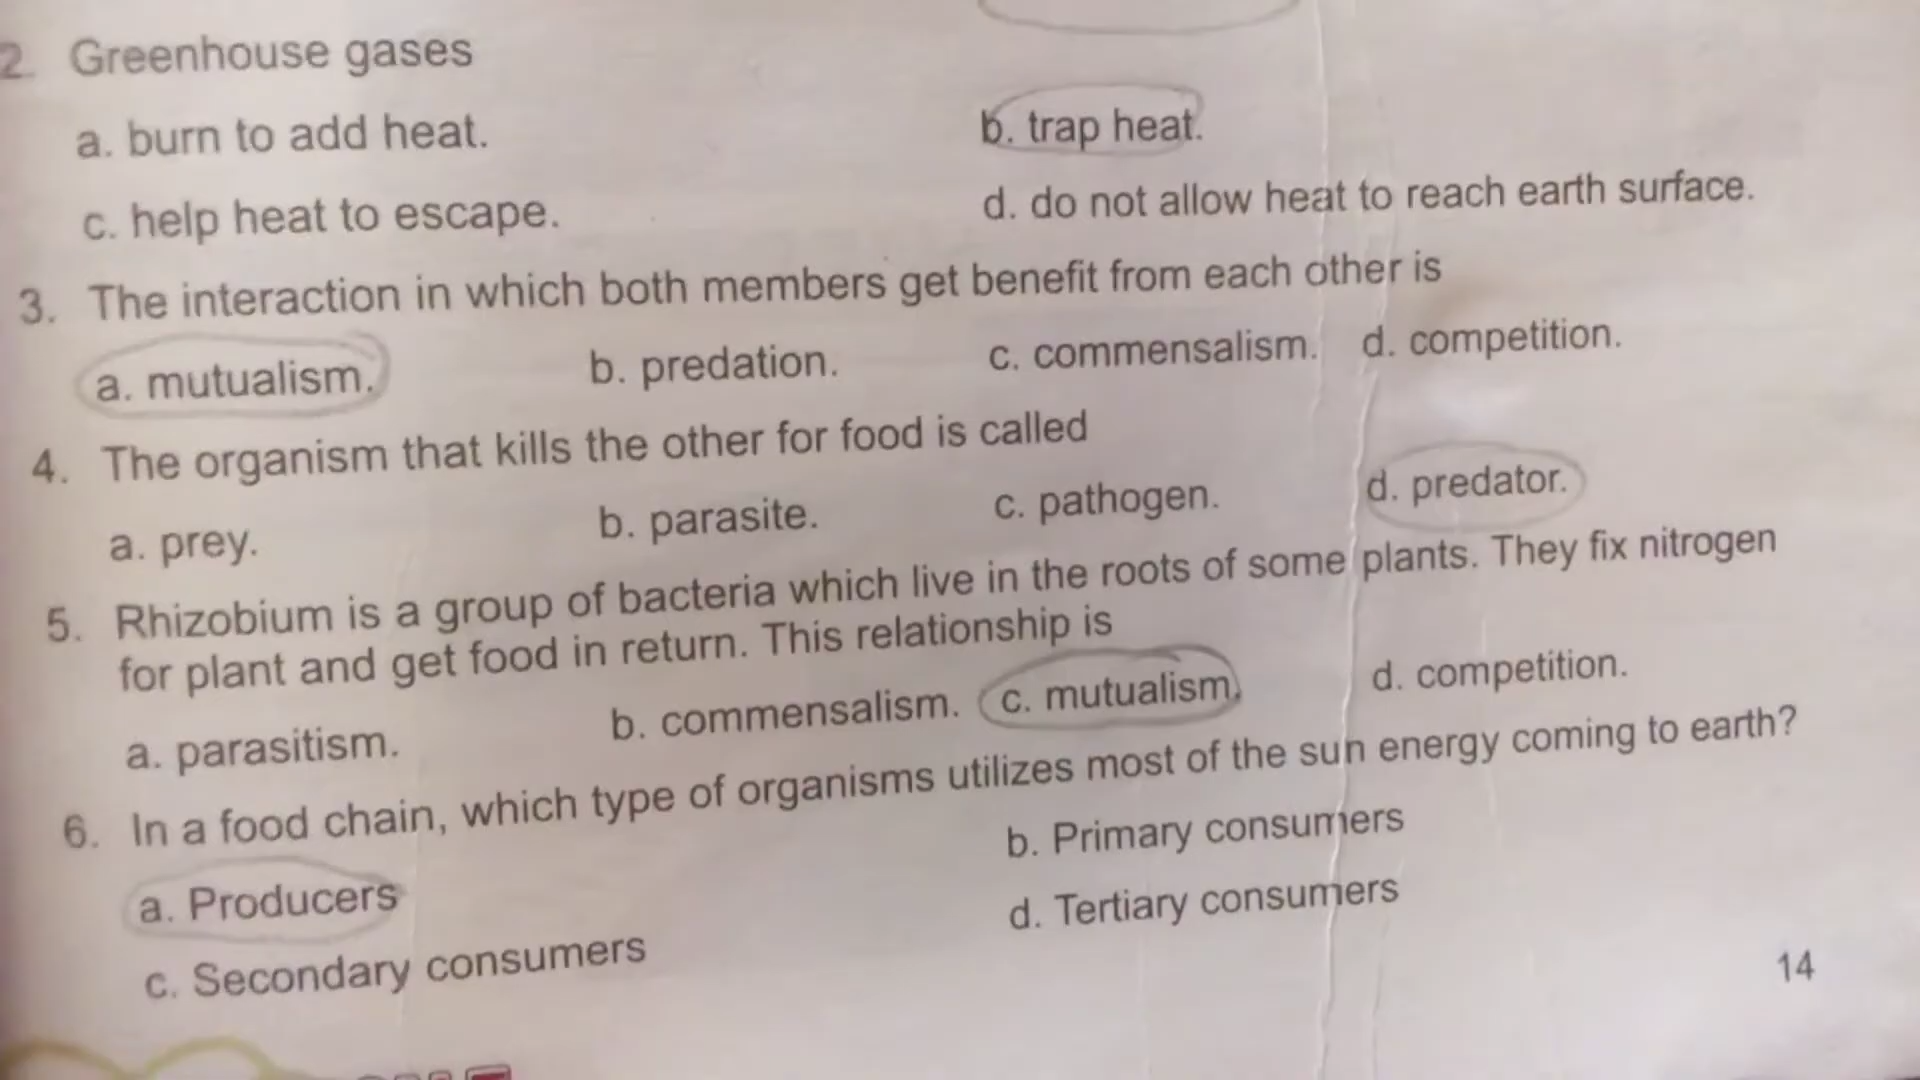 2. Greenhouse gases
a. burn to add heat. b. trap heat.
c. help heat to escape. d. do not allow heat to reach earth surface.
3. The interaction in which both members get benefit from each other is
a. mutualism. b. predation. c. commensalism. d. competition.
4. The organism that kills the other for food is called
a. prey. b. parasite. c. pathogen. d. predator.
5. Rhizobium is a group of bacteria which live in the roots of some plants. They fix nitrogen
for plant and get food in return. This relationship is
a. parasitism. b. commensalism. c. mutualism. d. competition.
6. In a food chain, which type of organisms utilizes most of the sun energy coming to earth?
a. Producers b. Primary consumers
c. Secondary consumers d. Tertiary consumers
14